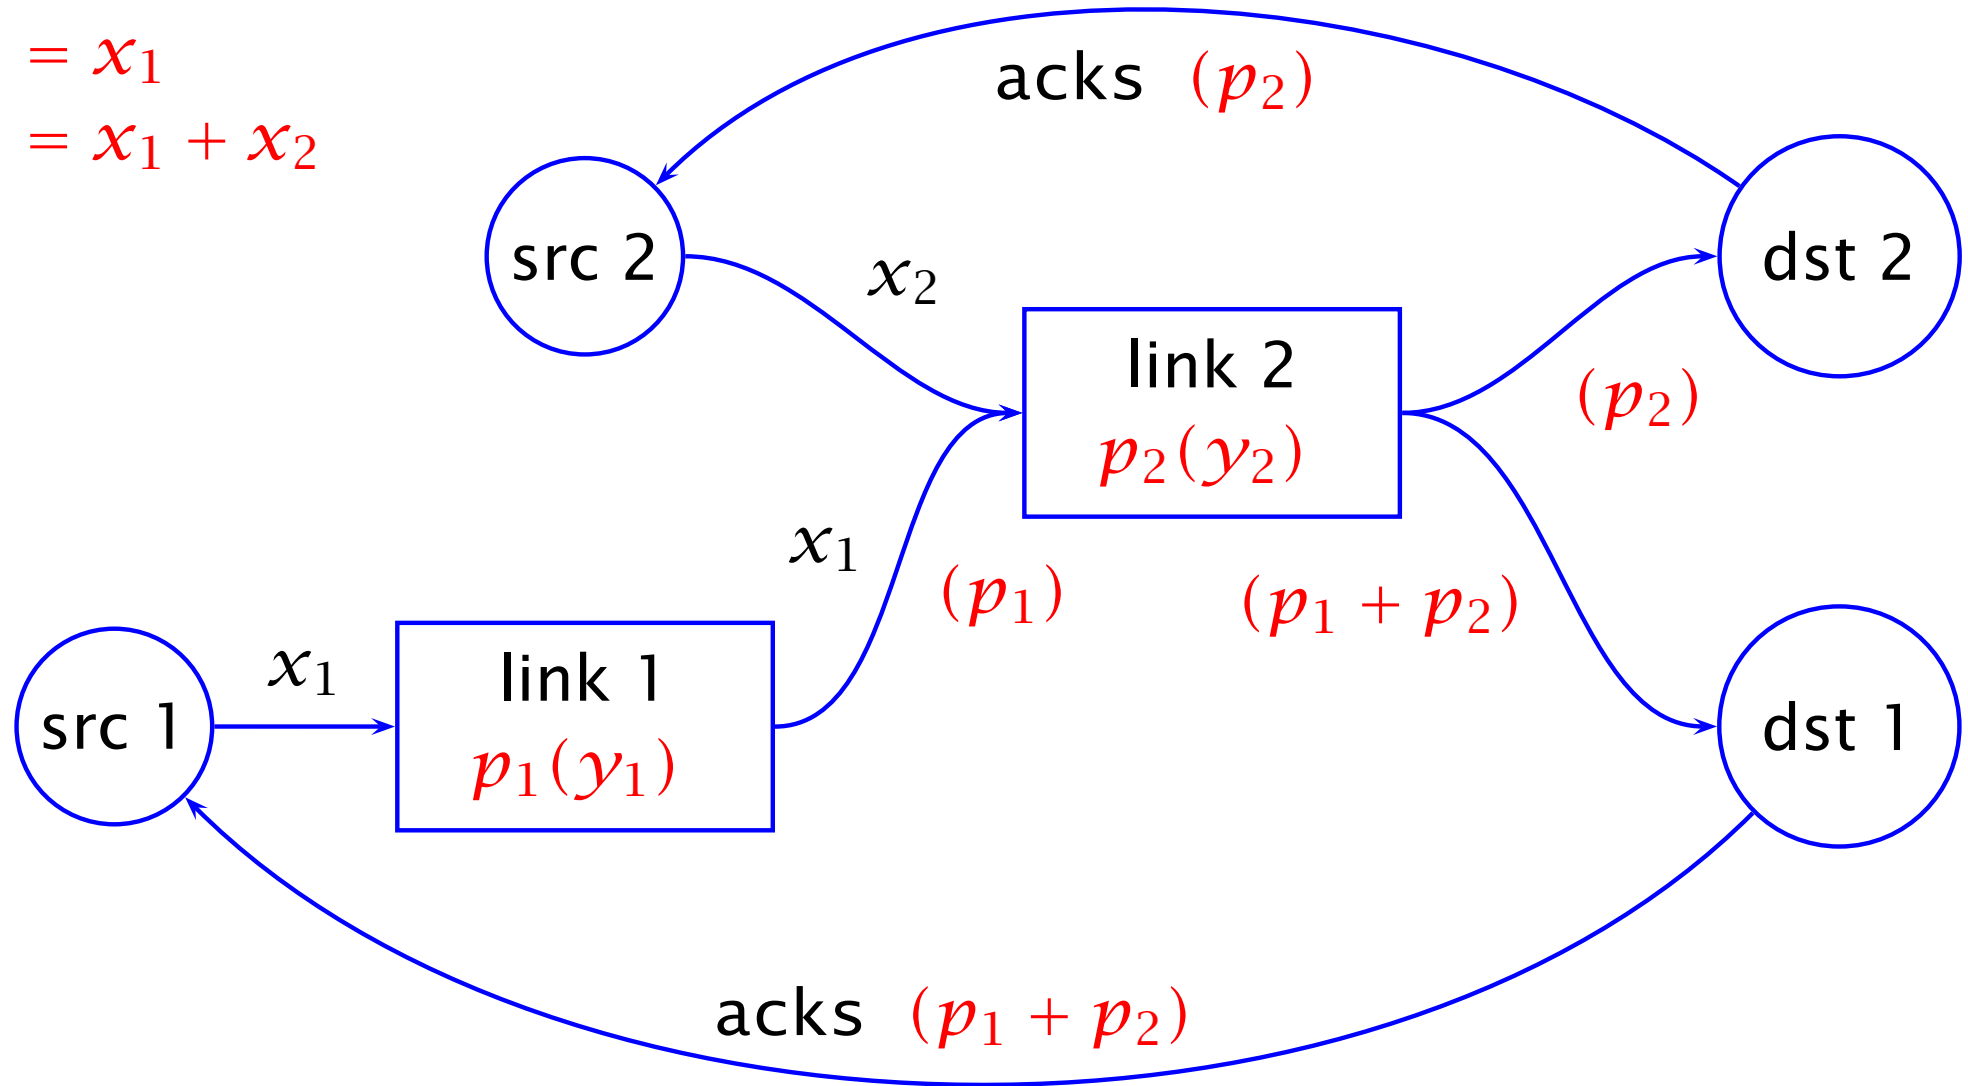 = x₁
= x₁ + x₂
acks (p₂)
src 2
dst 2
x₂
link 2
p₂(y₂)
(p₂)
x₁
(p₁)
(p₁ + p₂)
src 1
x₁
link 1
p₁(y₁)
dst 1
acks (p₁ + p₂)